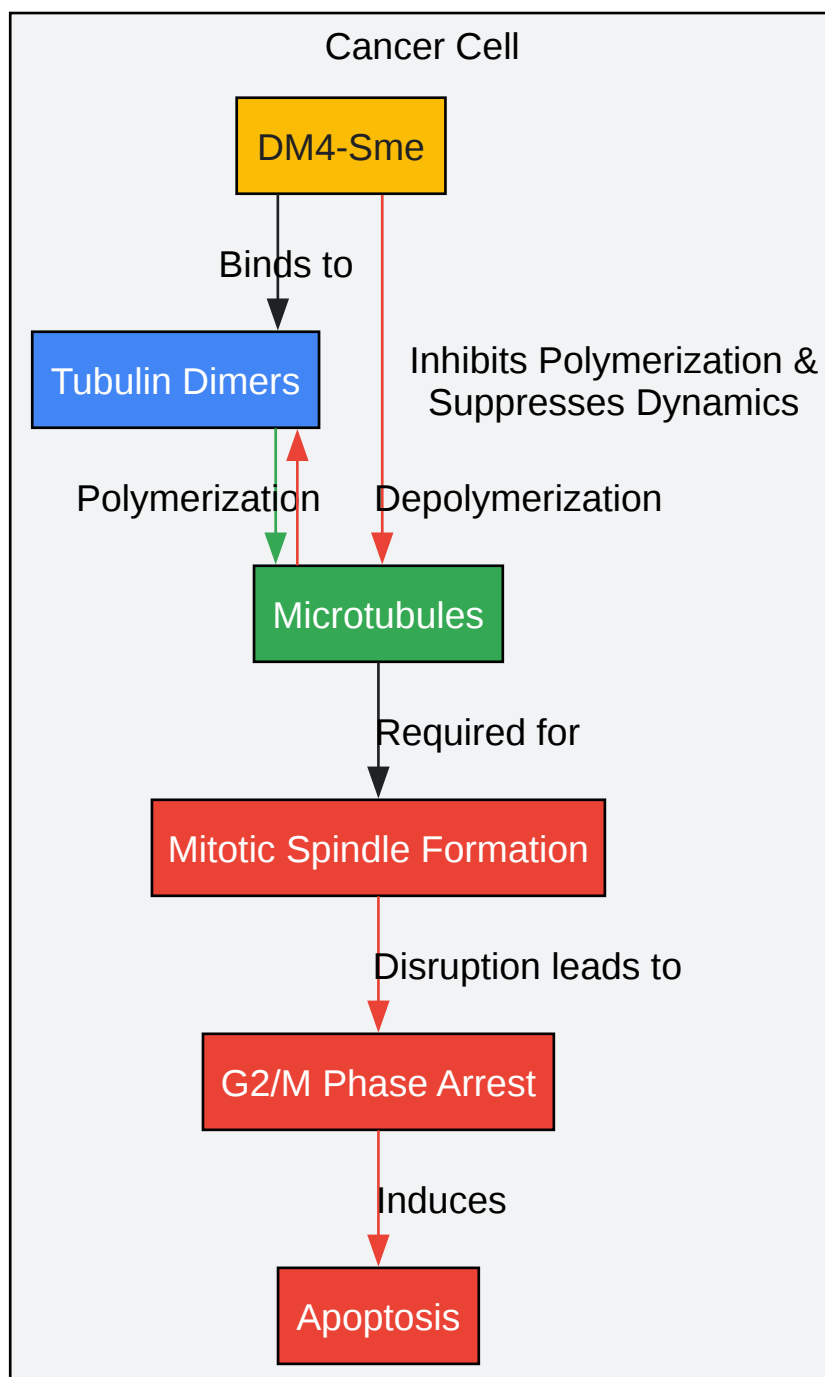 Cancer Cell
DM4-Sme
Binds to
Tubulin Dimers
Inhibits Polymerization &
Suppresses Dynamics
Polymerization
Depolymerization
Microtubules
Required for
Mitotic Spindle Formation
Disruption leads to
G2/M Phase Arrest
Induces
Apoptosis